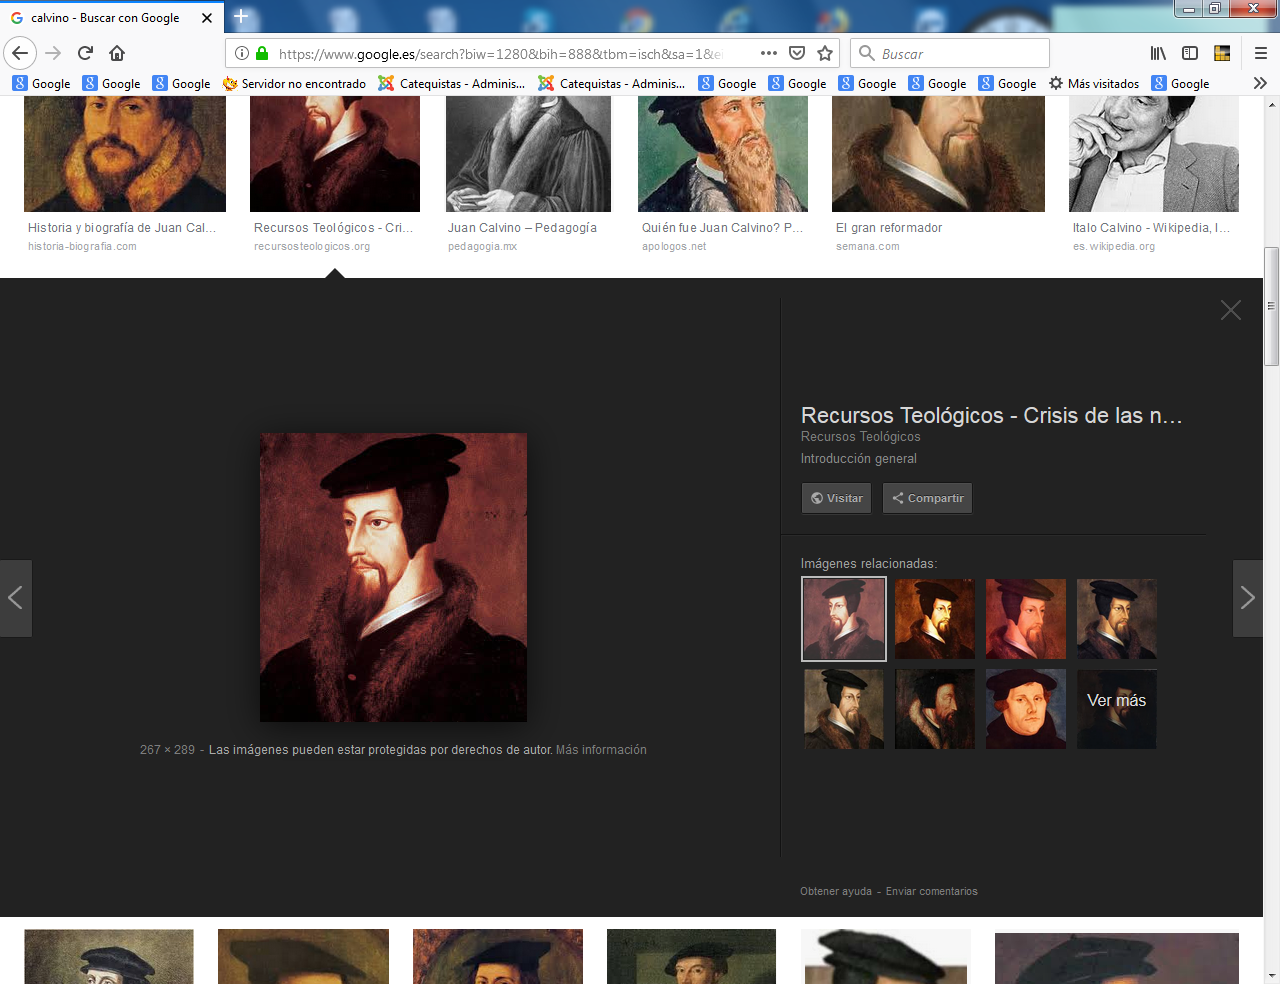 calvino - Buscar con Google
https://www.google.es/search?biw=1280&bih=888&tbm=isch&sa=1&e
Buscar
Google
Google
Google
Servidor no encontrado
Catequistas - Adminis...
Catequistas - Adminis...
Google
Google
Google
Google
Google
Más visitados
Google
Historia y biografía de Juan Cal...
historia-biografia.com
Recursos Teológicos - Cri...
recursosteologicos.org
Juan Calvino – Pedagogía
pedagogia.mx
Quién fue Juan Calvino? P...
apologos.net
El gran reformador
semana.com
Italo Calvino - Wikipedia, l...
es.wikipedia.org
Recursos Teológicos - Crisis de las n...
Recursos Teológicos
Introducción general
Visitar
Compartir
Imágenes relacionadas:
Ver más
267 × 289 - Las imágenes pueden estar protegidas por derechos de autor. Más información
Obtener ayuda - Enviar comentarios